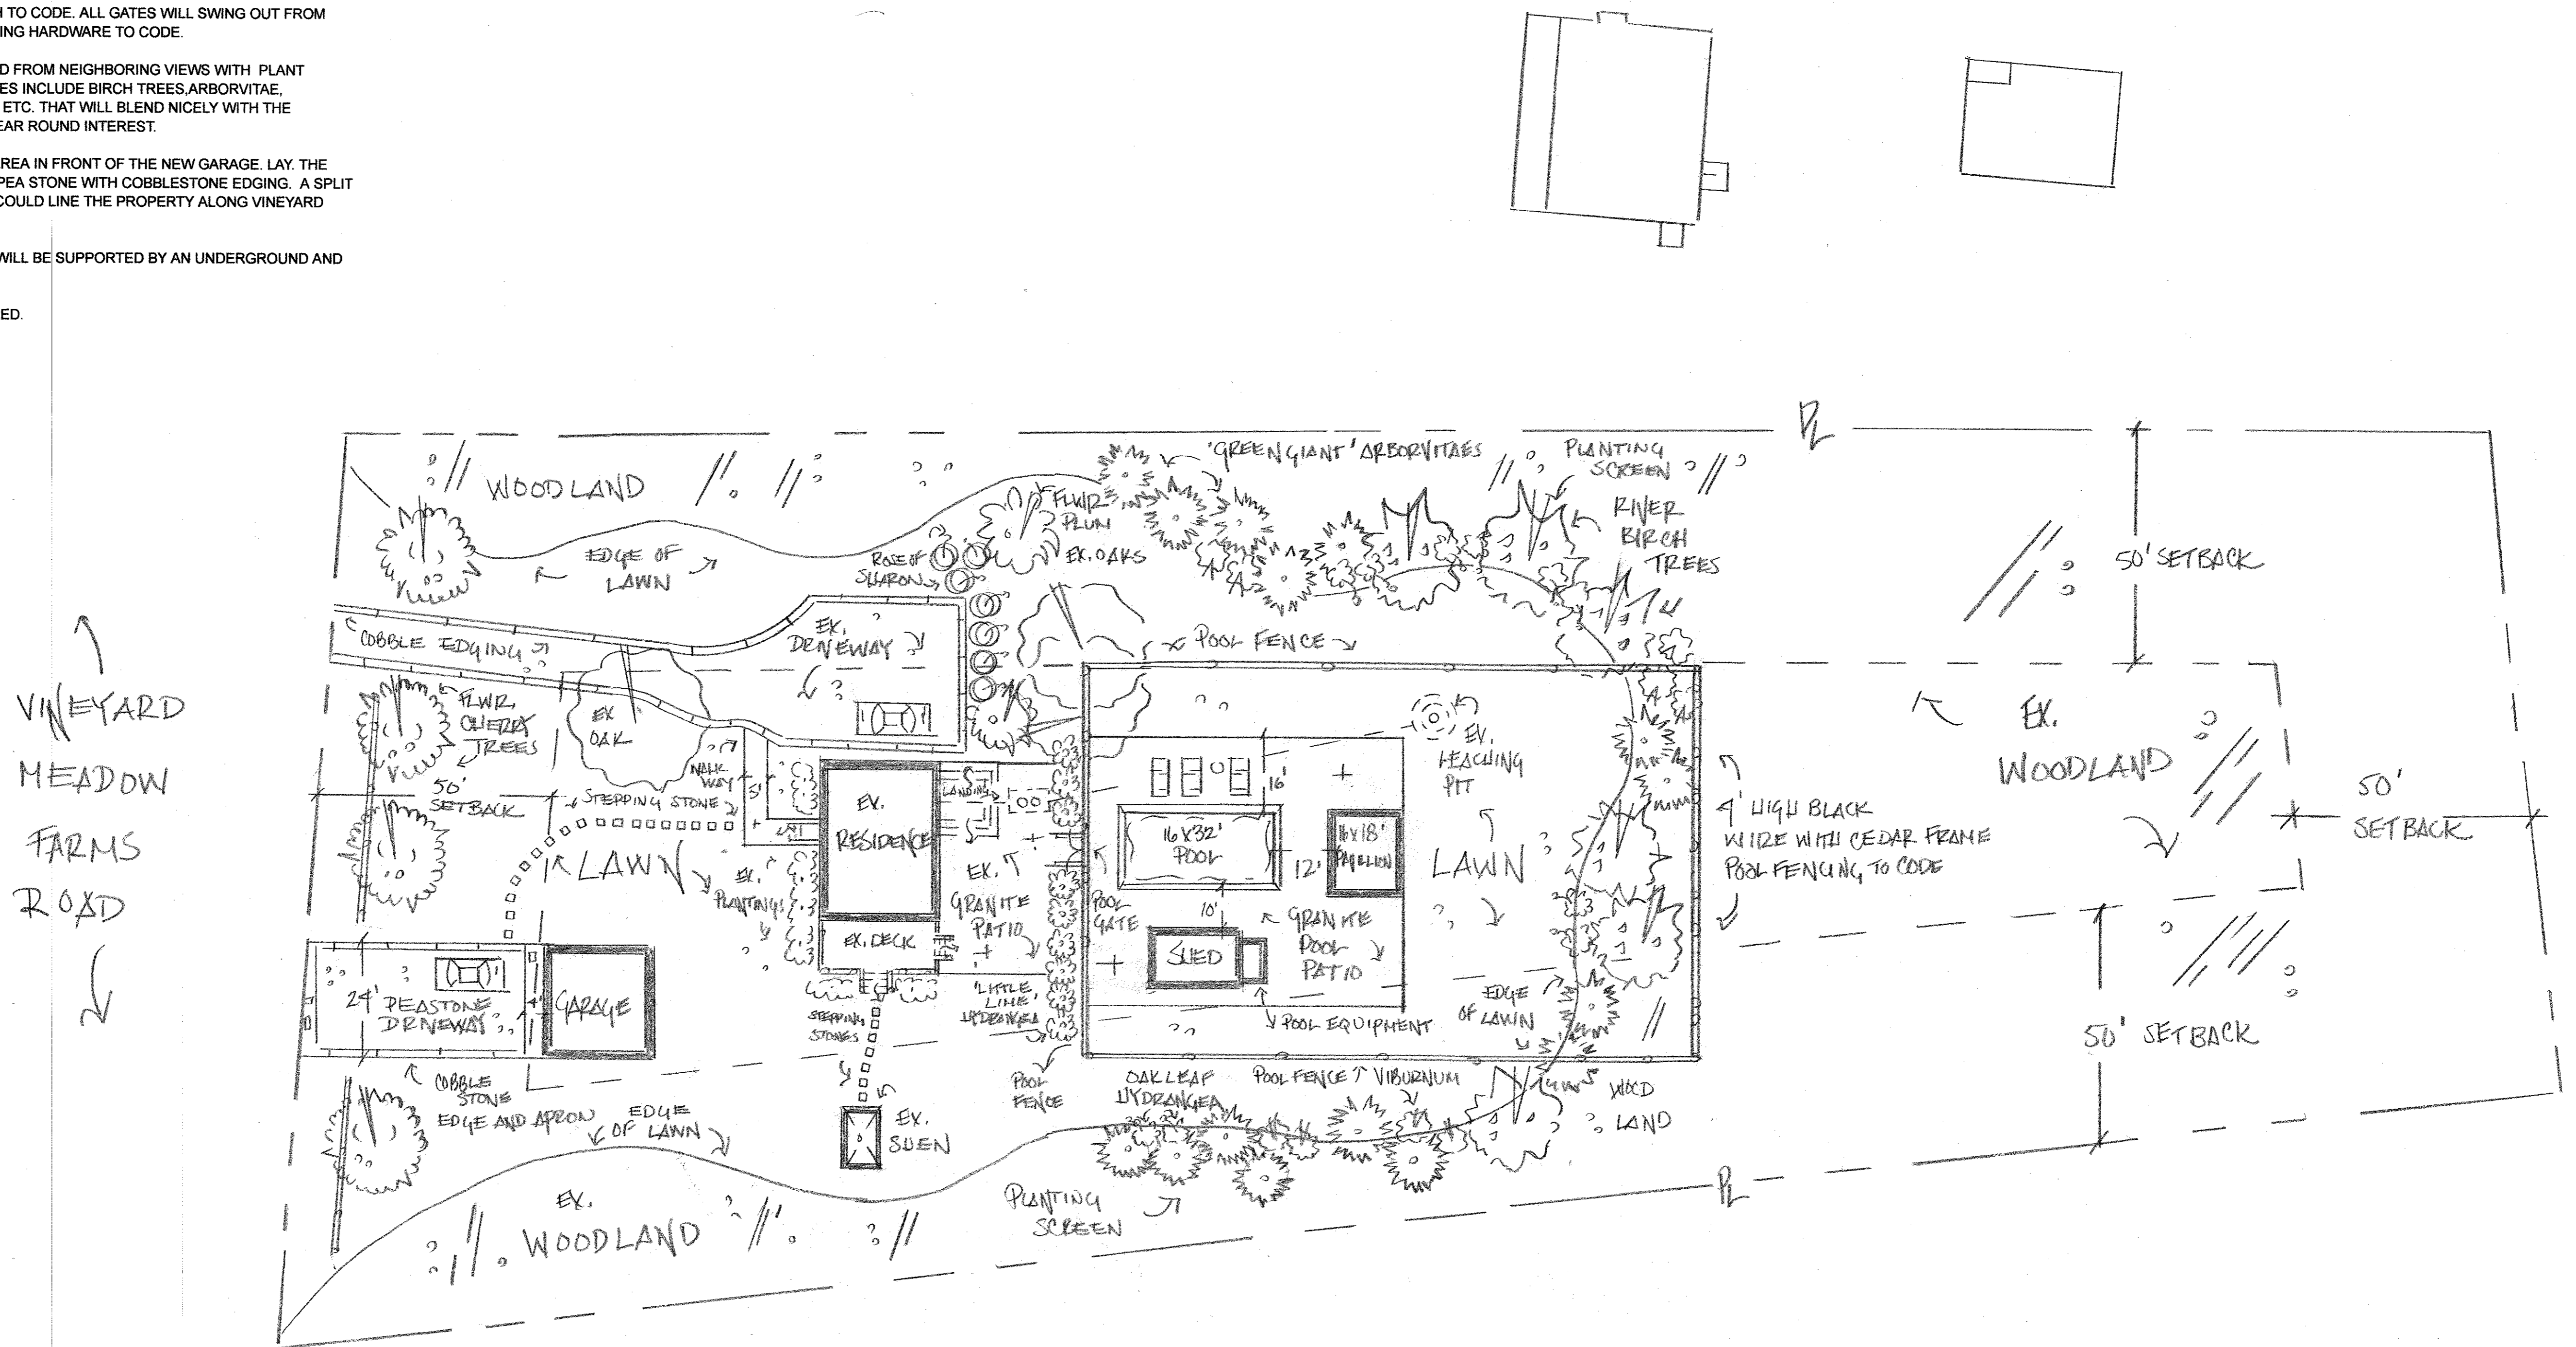 H TO CODE. ALL GATES WILL SWING OUT FROM
ING HARDWARE TO CODE.
D FROM NEIGHBORING VIEWS WITH PLANT
ES INCLUDE BIRCH TREES,ARBORVITAE,
ETC. THAT WILL BLEND NICELY WITH THE
EAR ROUND INTEREST.
REA IN FRONT OF THE NEW GARAGE. LAY. THE
PEA STONE WITH COBBLESTONE EDGING. A SPLIT
COULD LINE THE PROPERTY ALONG VINEYARD
WILL BE SUPPORTED BY AN UNDERGROUND AND
ED.
PL
'GREEN GIANT' ARBORVITAES
PLANTING
SCREEN
WOODLAND
FLWR
PLUM
RIVER
BIRCH
TREES
EX. OAKS
ROSE OF
SHARON
EDGE OF
LAWN
50' SETBACK
COBBLE EDGING
EX.
DRIVEWAY
POOL FENCE
VINEYARD
MEADOW
FARMS
ROAD
FLWR.
CHERRY
TREES
EX
OAK
EX.
LEACHING
PIT
EX.
WOODLAND
50'
SETBACK
WALK
WAY
5'
STEPPING STONE
LANDING
16'
EX.
RESIDENCE
16 X 32'
POOL
12'
16 X 18'
PAVILION
4' HIGH BLACK
WIRE WITH CEDAR FRAME
POOL FENCING TO CODE
50'
SETBACK
LAWN
LAWN
EX.
PLANTINGS
EX.
GRANITE
PATIO
POOL
GATE
10'
GRANITE
POOL
PATIO
EX. DECK
SHED
24' PEASTONE
DRIVEWAY
4'
GARAGE
'LITTLE
LIME'
HYDRANGEA
STEPPING
STONES
POOL EQUIPMENT
EDGE
OF LAWN
50' SETBACK
COBBLE
STONE
EDGE AND APRON
EDGE
OF LAWN
POOL
FENCE
OAKLEAF
HYDRANGEA
POOL FENCE
VIBURNUM
WOOD
LAND
EX.
SHED
PLANTING
SCREEN
PL
EX.
WOODLAND